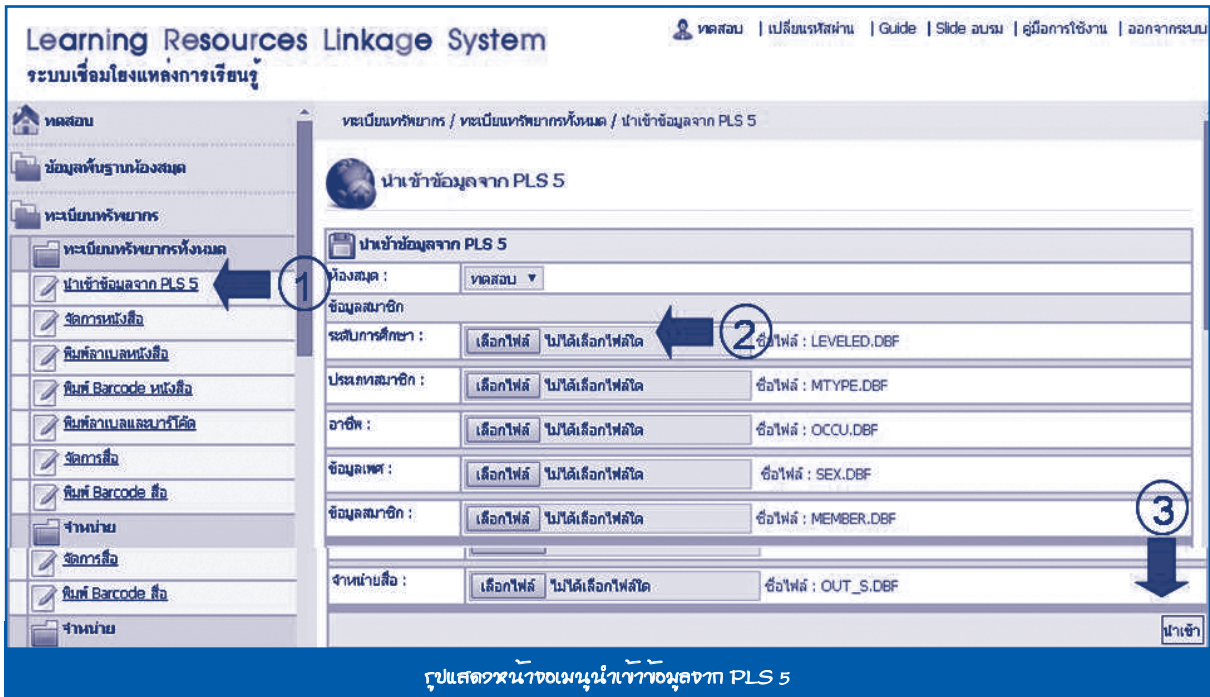 Learning Resources Linkage System
ระบบเชื่อมโยงแหล่งการเรียนรู้
ทดสอบ | เปลี่ยนรหัสผ่าน | Guide | Slide อบรม | คู่มือการใช้งาน | ออกจากระบบ
ทดสอบ
ข้อมูลพื้นฐานห้องสมุด
ทะเบียนทรัพยากร
ทะเบียนทรัพยากรทั้งหมด
นำเข้าข้อมูลจาก PLS 5
จัดการหนังสือ
พิมพ์ลาเบลหนังสือ
พิมพ์ Barcode หนังสือ
พิมพ์ลาเบลและบาร์โค้ด
จัดการสื่อ
พิมพ์ Barcode สื่อ
จำหน่าย
จัดการสื่อ
พิมพ์ Barcode สื่อ
จำหน่าย
1
ทะเบียนทรัพยากร / ทะเบียนทรัพยากรทั้งหมด / นำเข้าข้อมูลจาก PLS 5
นำเข้าข้อมูลจาก PLS 5
นำเข้าข้อมูลจาก PLS 5
ห้องสมุด : ทดสอบ ▼
ข้อมูลสมาชิก
ระดับการศึกษา : เลือกไฟล์ ไม่ได้เลือกไฟล์ใด 2 ชื่อไฟล์ : LEVELED.DBF
ประเภทสมาชิก : เลือกไฟล์ ไม่ได้เลือกไฟล์ใด ชื่อไฟล์ : MTYPE.DBF
อาชีพ : เลือกไฟล์ ไม่ได้เลือกไฟล์ใด ชื่อไฟล์ : OCCU.DBF
ข้อมูลเพศ : เลือกไฟล์ ไม่ได้เลือกไฟล์ใด ชื่อไฟล์ : SEX.DBF
ข้อมูลสมาชิก : เลือกไฟล์ ไม่ได้เลือกไฟล์ใด ชื่อไฟล์ : MEMBER.DBF
3
จำหน่ายสื่อ : เลือกไฟล์ ไม่ได้เลือกไฟล์ใด ชื่อไฟล์ : OUT_S.DBF
นำเข้า
รูปแสดงหน้าจอเมนูนำเข้าข้อมูลจาก PLS 5